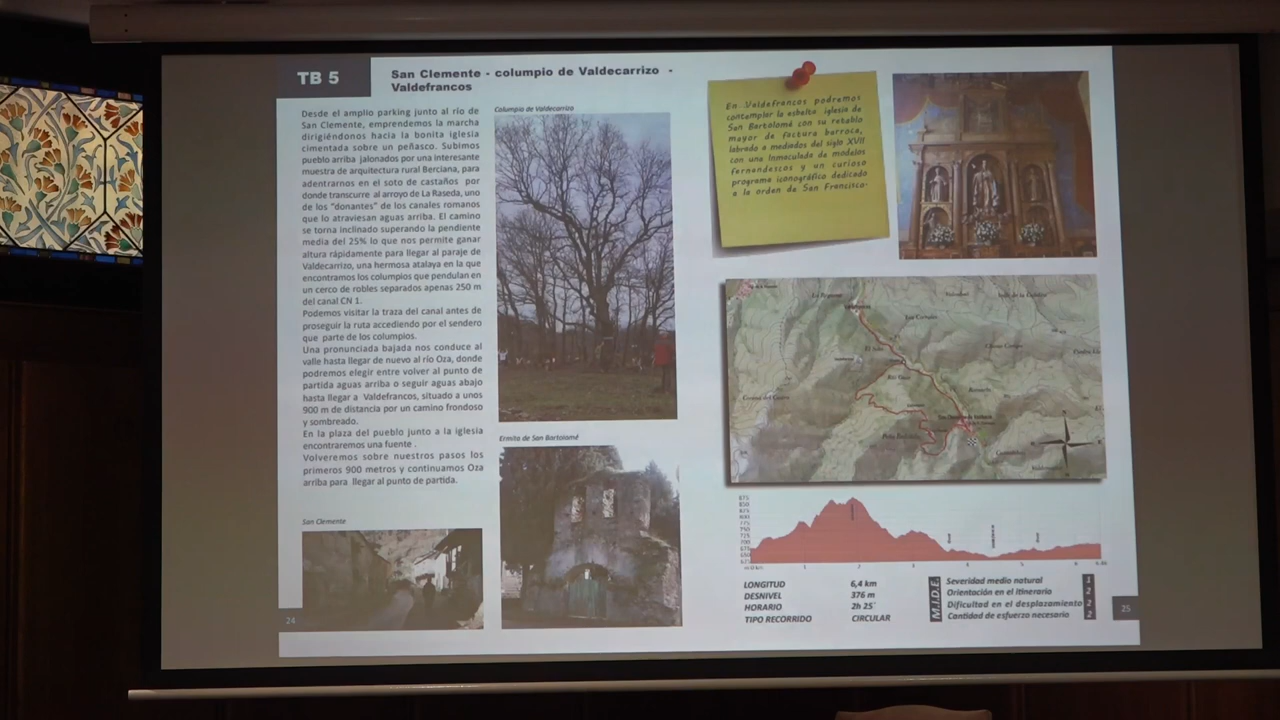 TB 5
San Clemente - columpio de Valdecarrizo -
Valdefrancos
Desde el amplio parking junto al río de
San Clemente, emprendemos la marcha
dirigiéndonos hacia la bonita iglesia
cimentada sobre un peñasco. Subimos
pueblo arriba jalonados por una interesante
muestra de arquitectura rural Berciana, para
adentrarnos en el soto de castaños por
donde transcurre al arroyo de La Raseda, uno
de los "donantes" de los canales romanos
que lo atraviesan aguas arriba. El camino
se torna inclinado superando la pendiente
media del 25% lo que nos permite ganar
altura rápidamente para llegar al paraje de
Valdecarrizo, una hermosa atalaya en la que
encontramos los columpios que pendulan en
un cerco de robles separados apenas 250 m
del canal CN 1.
Podemos visitar la traza del canal antes de
proseguir la ruta accediendo por el sendero
que parte de los columpios.
Una pronunciada bajada nos conduce al
valle hasta llegar de nuevo al río Oza, donde
podremos elegir entre volver al punto de
partida aguas arriba o seguir aguas abajo
hasta llegar a Valdefrancos, situado a unos
900 m de distancia por un camino frondoso
y sombreado.
En la plaza del pueblo junto a la iglesia
encontraremos una fuente .
Volveremos sobre nuestros pasos los
primeros 900 metros y continuamos Oza
arriba para llegar al punto de partida.
San Clemente
24
Columpio de Valdecarrizo
Ermita de San Bartolomé
En Valdefrancos podremos
contemplar la esbelta iglesia de
San Bartolomé con su retablo
mayor de factura barroca,
labrado a mediados del siglo XVII
con una Inmaculada de modelos
fernandescos y un curioso
programa iconográfico dedicado
a la orden de San Francisco.
LONGITUD 6,4 km
DESNIVEL 376 m
HORARIO 2h 25´
TIPO RECORRIDO CIRCULAR
M.I.D.E.
Severidad medio natural 1
Orientación en el itinerario 2
Dificultad en el desplazamiento 2
Cantidad de esfuerzo necesario 2
25